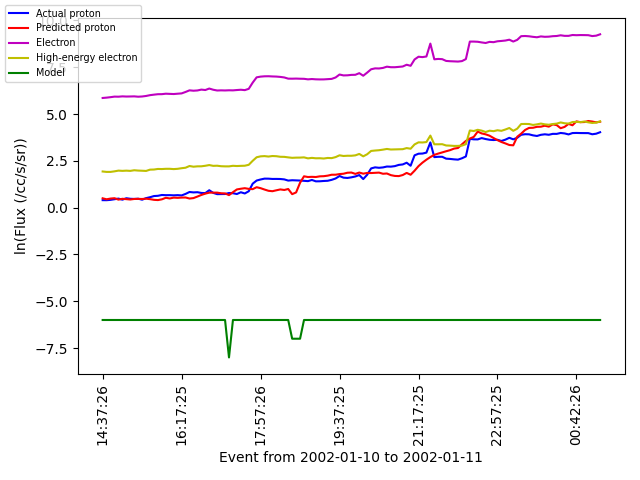 Actual proton
Predicted proton
Electron
High-energy electron
Model
5.0
2.5
0.0
−2.5
−5.0
−7.5
ln(Flux (/cc/s/sr))
14:37:26
16:17:25
17:57:26
19:37:25
21:17:25
22:57:25
00:42:26
Event from 2002-01-10 to 2002-01-11